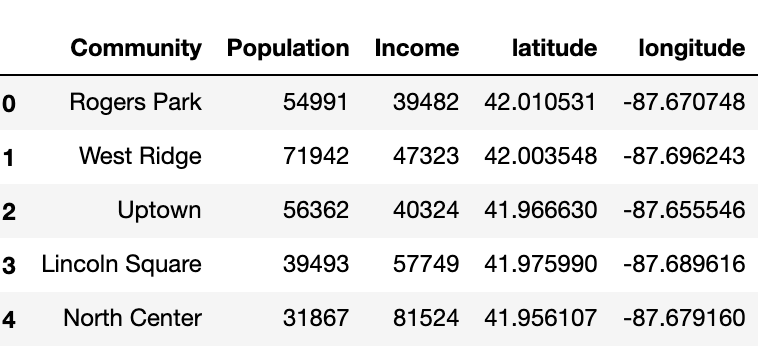 Community Population Income latitude longitude
0 Rogers Park 54991 39482 42.010531 -87.670748
1 West Ridge 71942 47323 42.003548 -87.696243
2 Uptown 56362 40324 41.966630 -87.655546
3 Lincoln Square 39493 57749 41.975990 -87.689616
4 North Center 31867 81524 41.956107 -87.679160